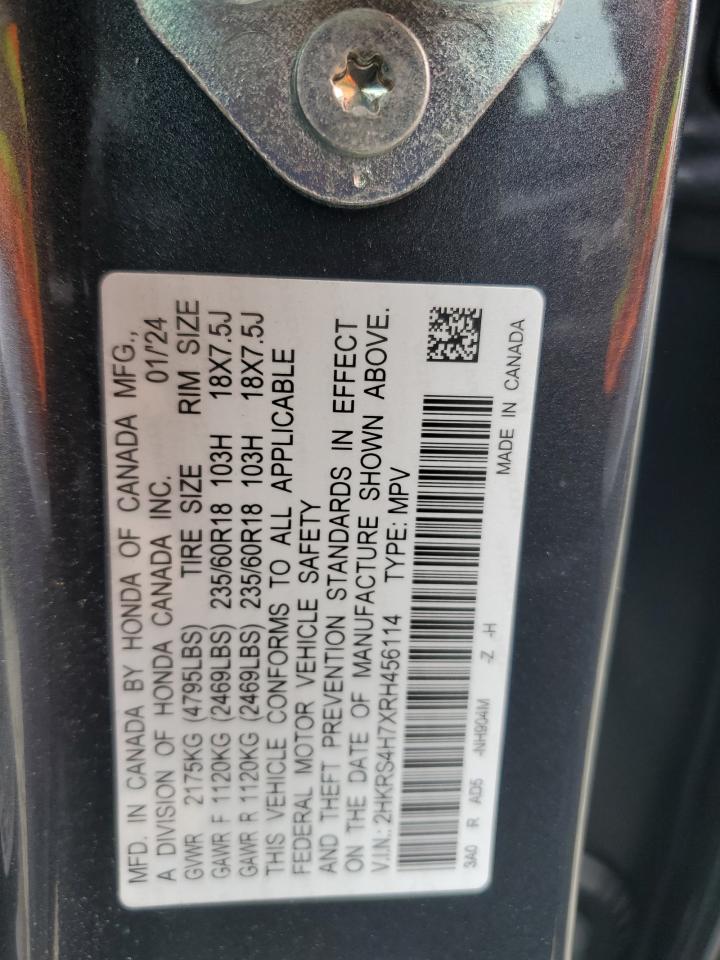 MFD. IN CANADA BY HONDA OF CANADA MFG.,
A DIVISION OF HONDA CANADA INC. 01/'24
GVWR 2175KG (4795LBS) TIRE SIZE RIM SIZE
GAWR F 1120KG (2469LBS) 235/60R18 103H 18X7.5J
GAWR R 1120KG (2469LBS) 235/60R18 103H 18X7.5J
THIS VEHICLE CONFORMS TO ALL APPLICABLE
FEDERAL MOTOR VEHICLE SAFETY
AND THEFT PREVENTION STANDARDS IN EFFECT
ON THE DATE OF MANUFACTURE SHOWN ABOVE.
V.I.N.: 2HKRS4H7XRH456114 TYPE: MPV
3A0 R AD5 -NH904M -Z -H
MADE IN CANADA